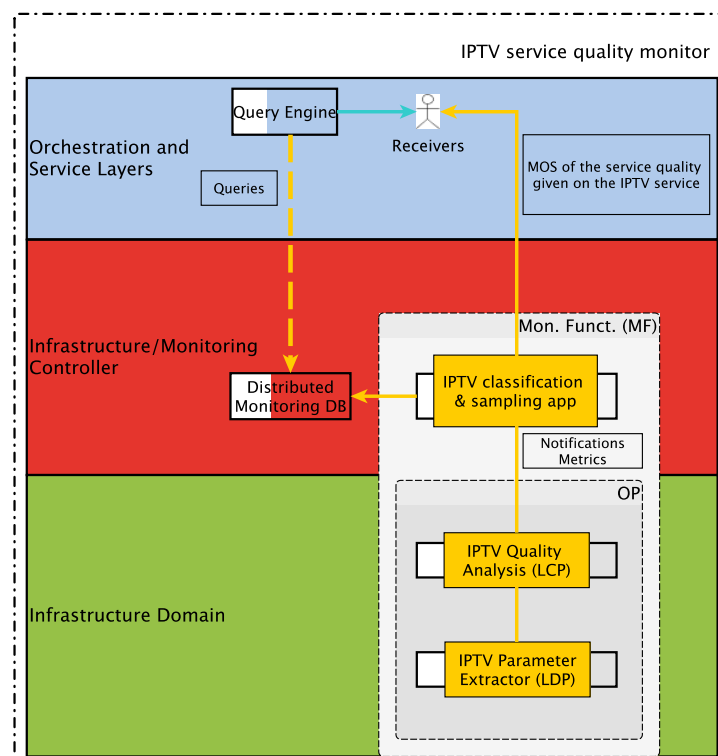 IPTV service quality monitor
Query Engine
Receivers
Orchestration and
Service Layers
Queries
MOS of the service quality
given on the IPTV service
Mon. Funct. (MF)
Infrastructure/Monitoring
Controller
Distributed
Monitoring DB
IPTV classification
& sampling app
Notifications
Metrics
OP
IPTV Quality
Analysis (LCP)
Infrastructure Domain
IPTV Parameter
Extractor (LDP)